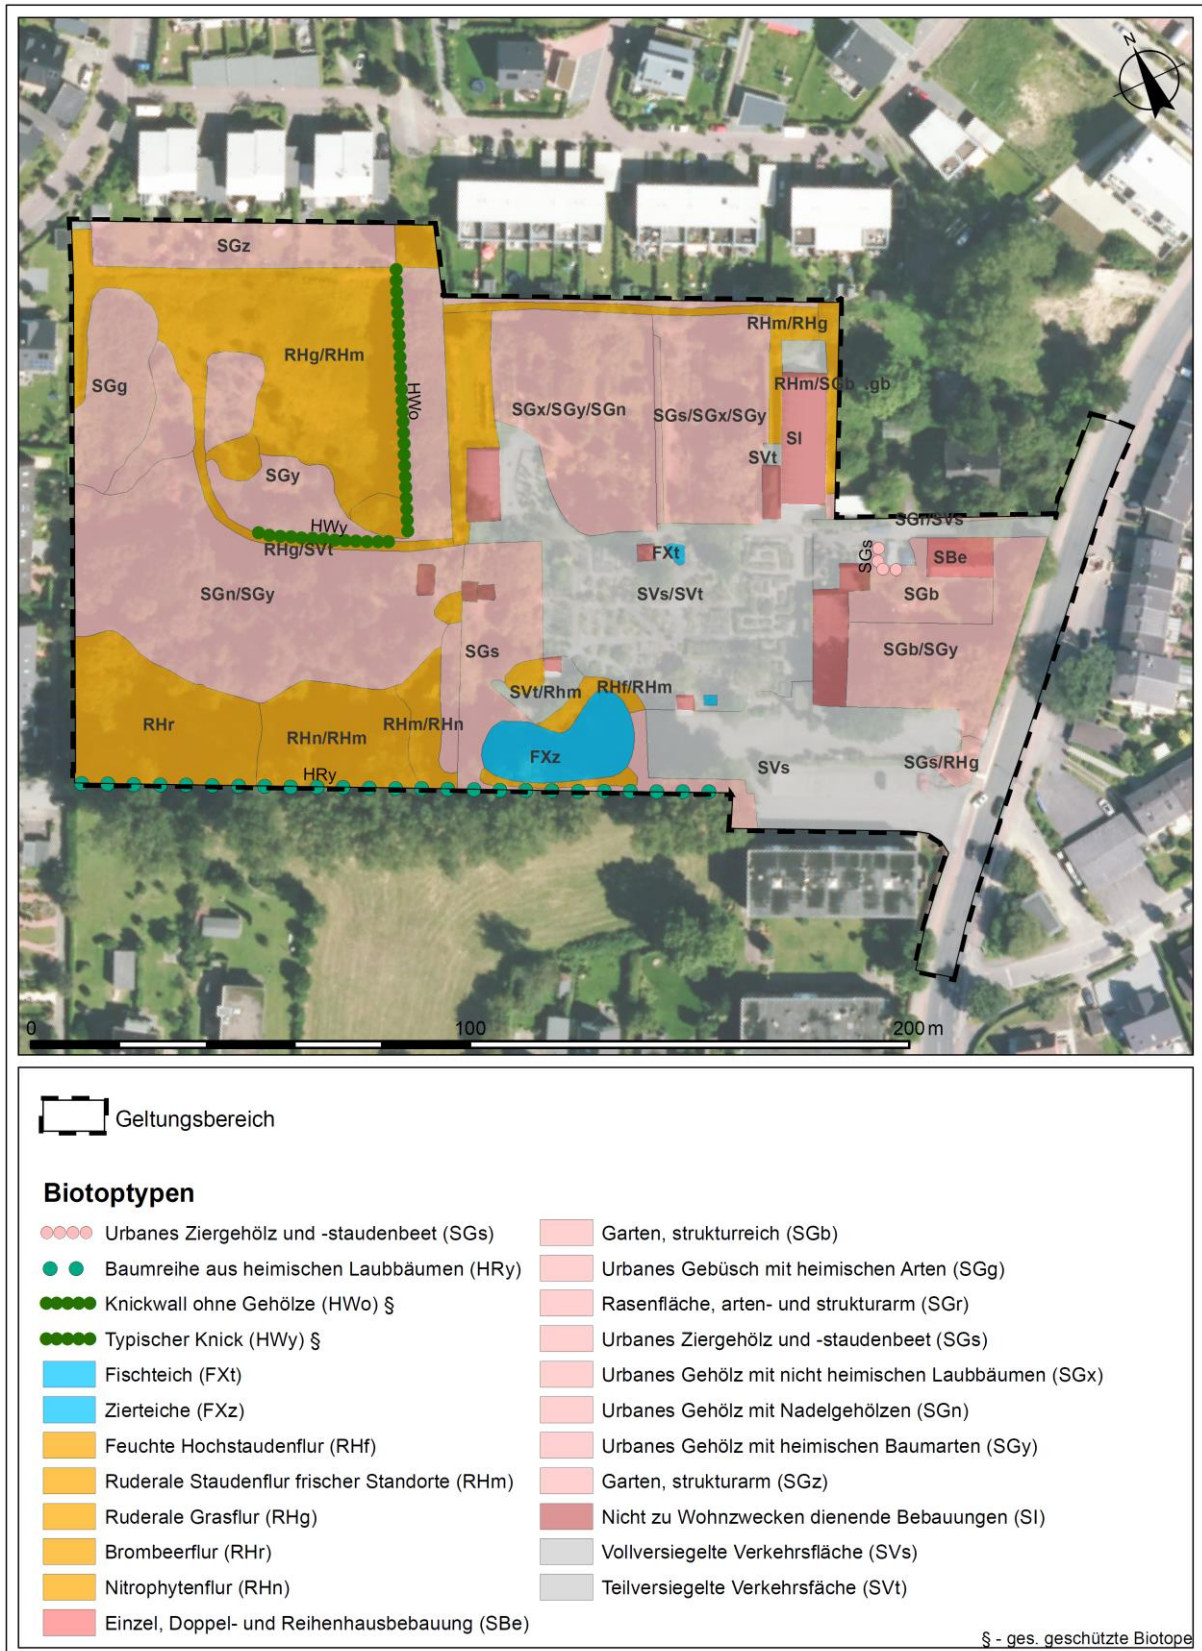 N
SGz
RHg/RHm
HWo
SGg
SGy
HWy
RHg/SVt
SGn/SGy
RHr
RHn/RHm
RHm/RHn
HRy
SGx/SGy/SGn
SGs/SGx/SGy
RHm/RHg
RHm/SGb
.gb
SI
SVt
SGr/SVs
SGs
SBe
FXt
SVs/SVt
SGb
SGb/SGy
SGs
SVt/Rhm
RHf/RHm
FXz
SVs
SGs/RHg
0 100 200 m
Geltungsbereich
Biotoptypen
Urbanes Ziergehölz und -staudenbeet (SGs)
Baumreihe aus heimischen Laubbäumen (HRy)
Knickwall ohne Gehölze (HWo) §
Typischer Knick (HWy) §
Fischteich (FXt)
Zierteiche (FXz)
Feuchte Hochstaudenflur (RHf)
Ruderale Staudenflur frischer Standorte (RHm)
Ruderale Grasflur (RHg)
Brombeerflur (RHr)
Nitrophytenflur (RHn)
Einzel, Doppel- und Reihenhausbebauung (SBe)
Garten, strukturreich (SGb)
Urbanes Gebüsch mit heimischen Arten (SGg)
Rasenfläche, arten- und strukturarm (SGr)
Urbanes Ziergehölz und -staudenbeet (SGs)
Urbanes Gehölz mit nicht heimischen Laubbäumen (SGx)
Urbanes Gehölz mit Nadelgehölzen (SGn)
Urbanes Gehölz mit heimischen Baumarten (SGy)
Garten, strukturarm (SGz)
Nicht zu Wohnzwecken dienende Bebauungen (SI)
Vollversiegelte Verkehrsfläche (SVs)
Teilversiegelte Verkehrsfäche (SVt)
§ - ges. geschützte Biotope